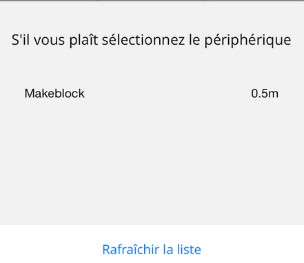 S'il vous plaît sélectionnez le périphérique
Makeblock 0.5m
Rafraîchir la liste